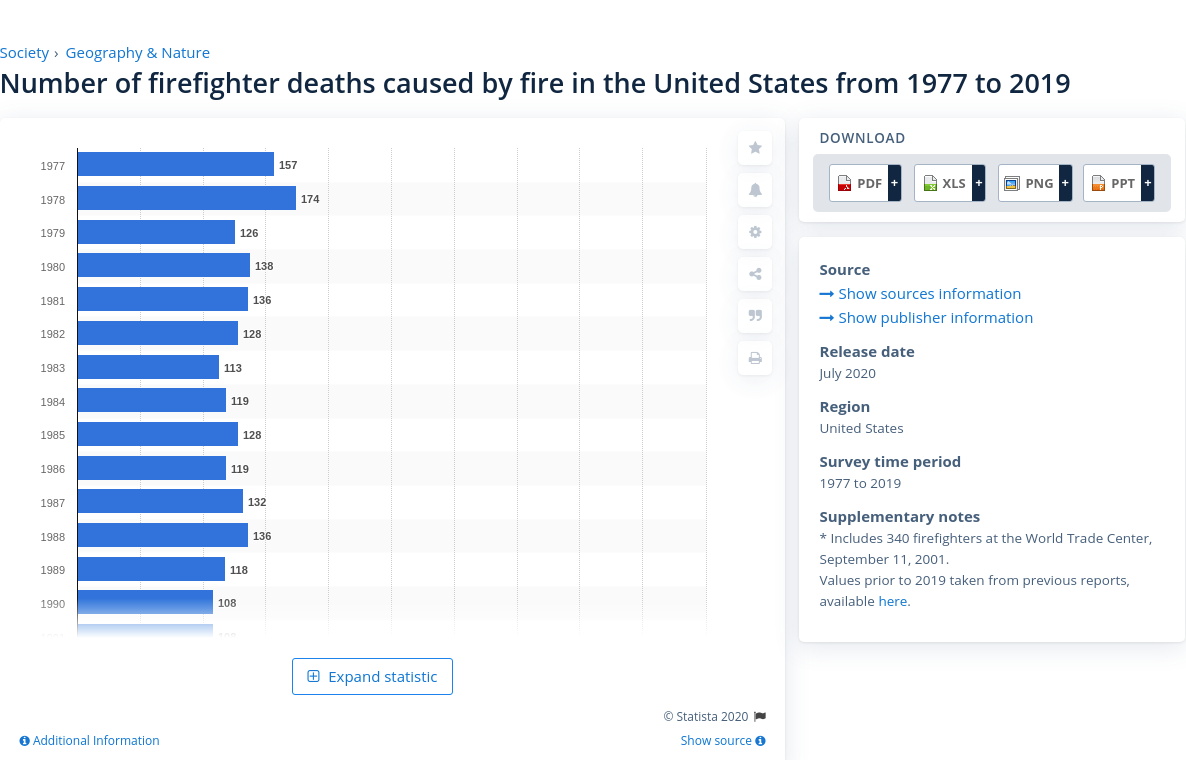 Society › Geography & Nature
Number of firefighter deaths caused by fire in the United States from 1977 to 2019
1977 157
1978 174
1979 126
1980 138
1981 136
1982 128
1983 113
1984 119
1985 128
1986 119
1987 132
1988 136
1989 118
1990 108
Expand statistic
© Statista 2020
Additional Information
Show source
DOWNLOAD
PDF + XLS + PNG + PPT +
Source
Show sources information
Show publisher information
Release date
July 2020
Region
United States
Survey time period
1977 to 2019
Supplementary notes
* Includes 340 firefighters at the World Trade Center,
September 11, 2001.
Values prior to 2019 taken from previous reports,
available here.